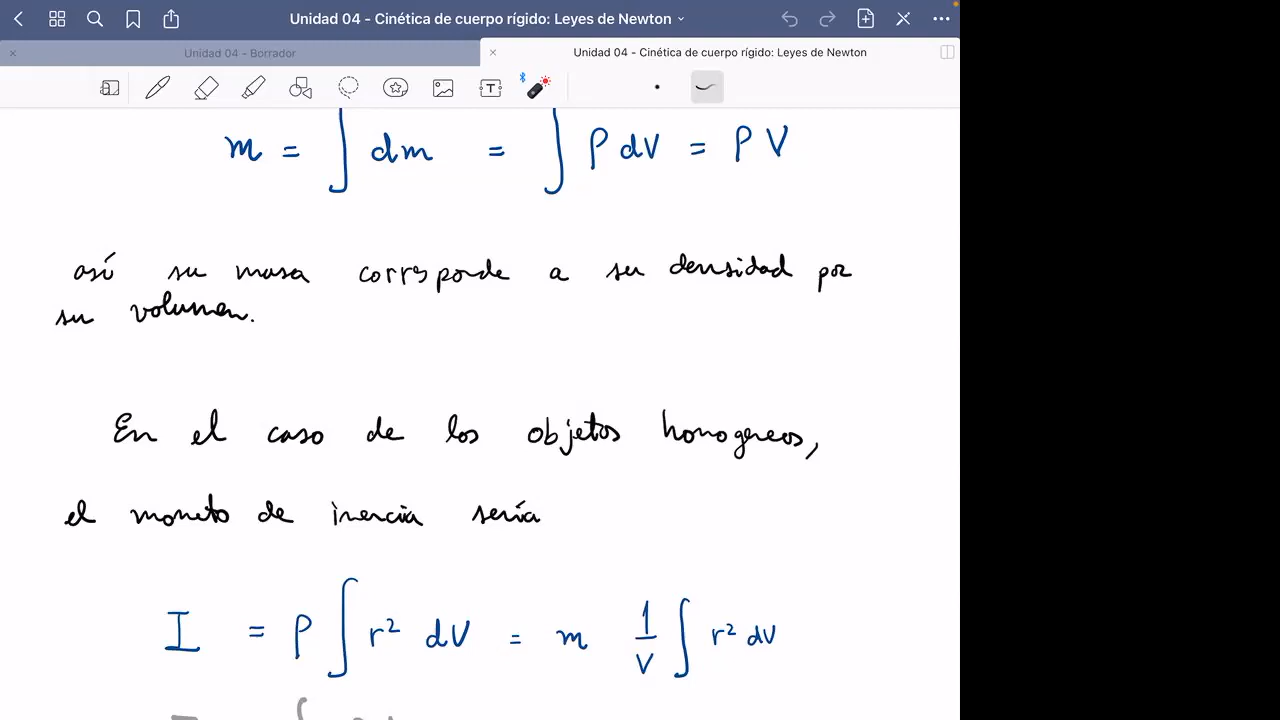 Unidad 04 - Cinética de cuerpo rígido: Leyes de Newton
Unidad 04 - Borrador
Unidad 04 - Cinética de cuerpo rígido: Leyes de Newton
m = ∫ dm = ∫ ρ dV = ρ V
así su masa corresponde a su densidad por
su volumen.
En el caso de los objetos homogeneos,
el momento de inercia sería
I = ρ ∫ r² dV = m 1/V ∫ r² dV